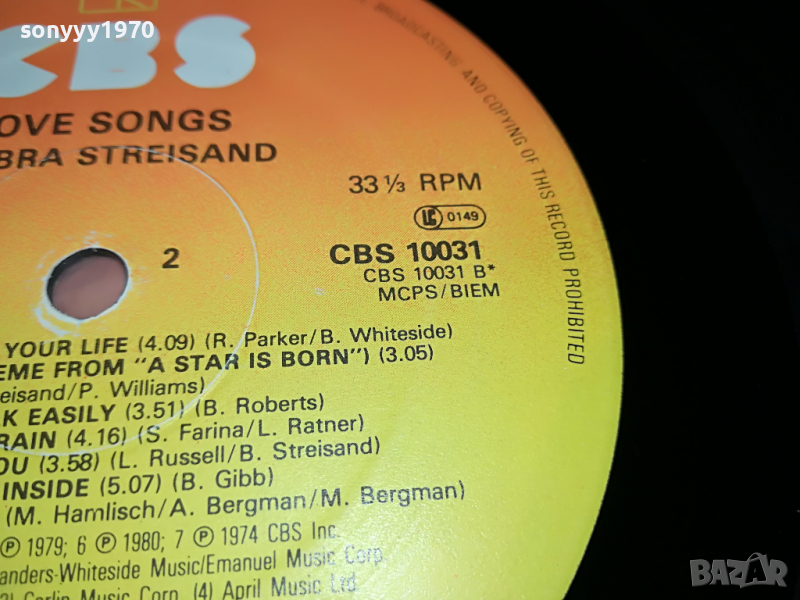 sonyyy1970
CBS
OVE SONGS
BRA STREISAND
33 ⅓ RPM
LC 0149
2
CBS 10031
CBS 10031 B*
MCPS/BIEM
YOUR LIFE (4.09) (R. Parker/B. Whiteside)
EME FROM "A STAR IS BORN") (3.05)
eisand/P. Williams)
K EASILY (3.51) (B. Roberts)
RAIN (4.16) (S. Farina/L. Ratner)
OU (3.58) (L. Russell/B. Streisand)
INSIDE (5.07) (B. Gibb)
(M. Hamlisch/A. Bergman/M. Bergman)
℗ 1979; 6 ℗ 1980; 7 ℗ 1974 CBS Inc.
anders-Whiteside Music/Emanuel Music Corp.
Carlin Music Corp. (4) April Music Ltd.
BROADCASTING AND COPYING OF THIS RECORD PROHIBITED
BAZAR